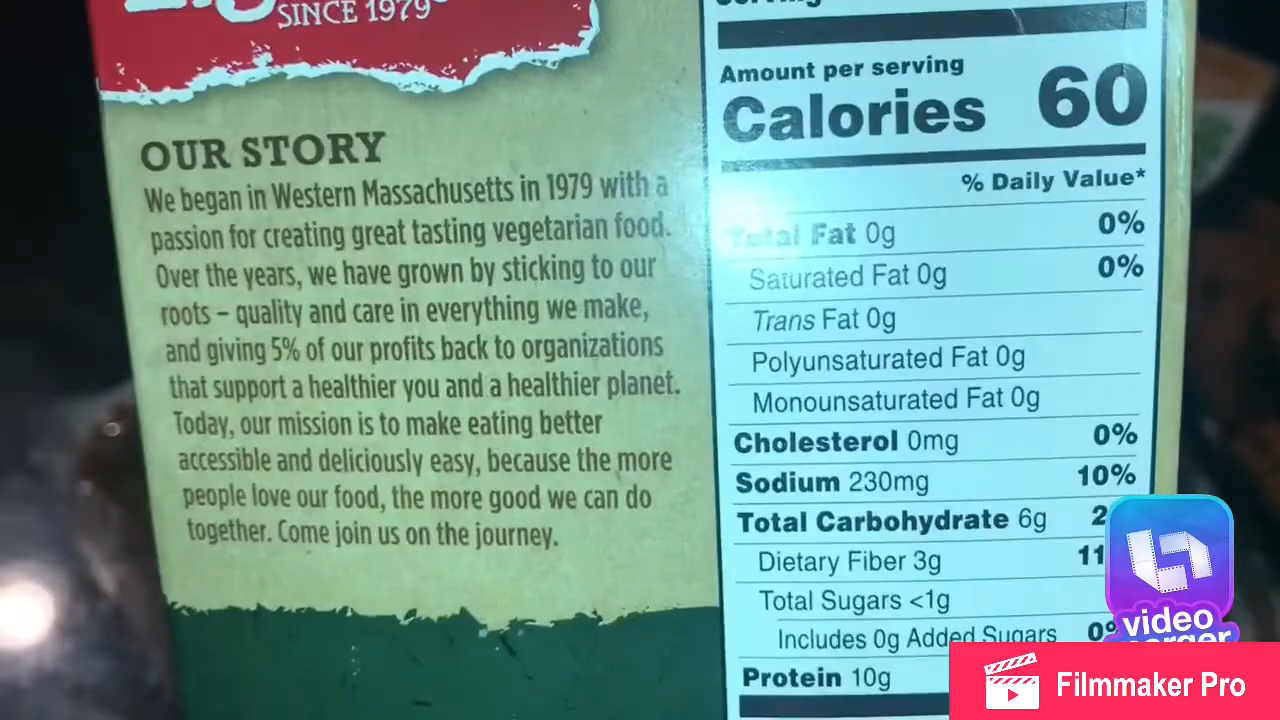 SINCE 1979
OUR STORY
We began in Western Massachusetts in 1979 with a
passion for creating great tasting vegetarian food.
Over the years, we have grown by sticking to our
roots – quality and care in everything we make,
and giving 5% of our profits back to organizations
that support a healthier you and a healthier planet.
Today, our mission is to make eating better
accessible and deliciously easy, because the more
people love our food, the more good we can do
together. Come join us on the journey.
Amount per serving
Calories 60
% Daily Value*
Total Fat 0g 0%
Saturated Fat 0g 0%
Trans Fat 0g
Polyunsaturated Fat 0g
Monounsaturated Fat 0g
Cholesterol 0mg 0%
Sodium 230mg 10%
Total Carbohydrate 6g
Dietary Fiber 3g
Total Sugars <1g
Includes 0g Added Sugars
Protein 10g
video
Filmmaker Pro